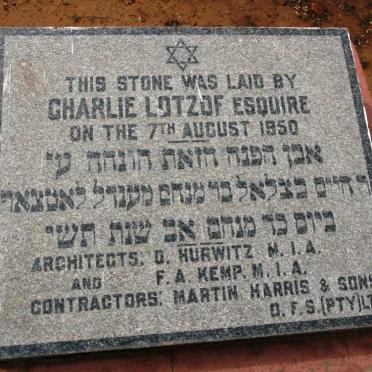 THIS STONE WAS LAID BY
CHARLIE LOTZOF ESQUIRE
ON THE 7TH AUGUST 1950
אבן הפנה הזאת הונחה ע׳
ר חיים בצלאל בר מנחם מענדל לאטצאף
ביום כד מנחם אב שנת תשי
ARCHITECTS: O. HURWITZ M.I.A.
AND F.A. KEMP. M.I.A.
CONTRACTORS: MARTIN HARRIS & SONS
O.F.S. (PTY)